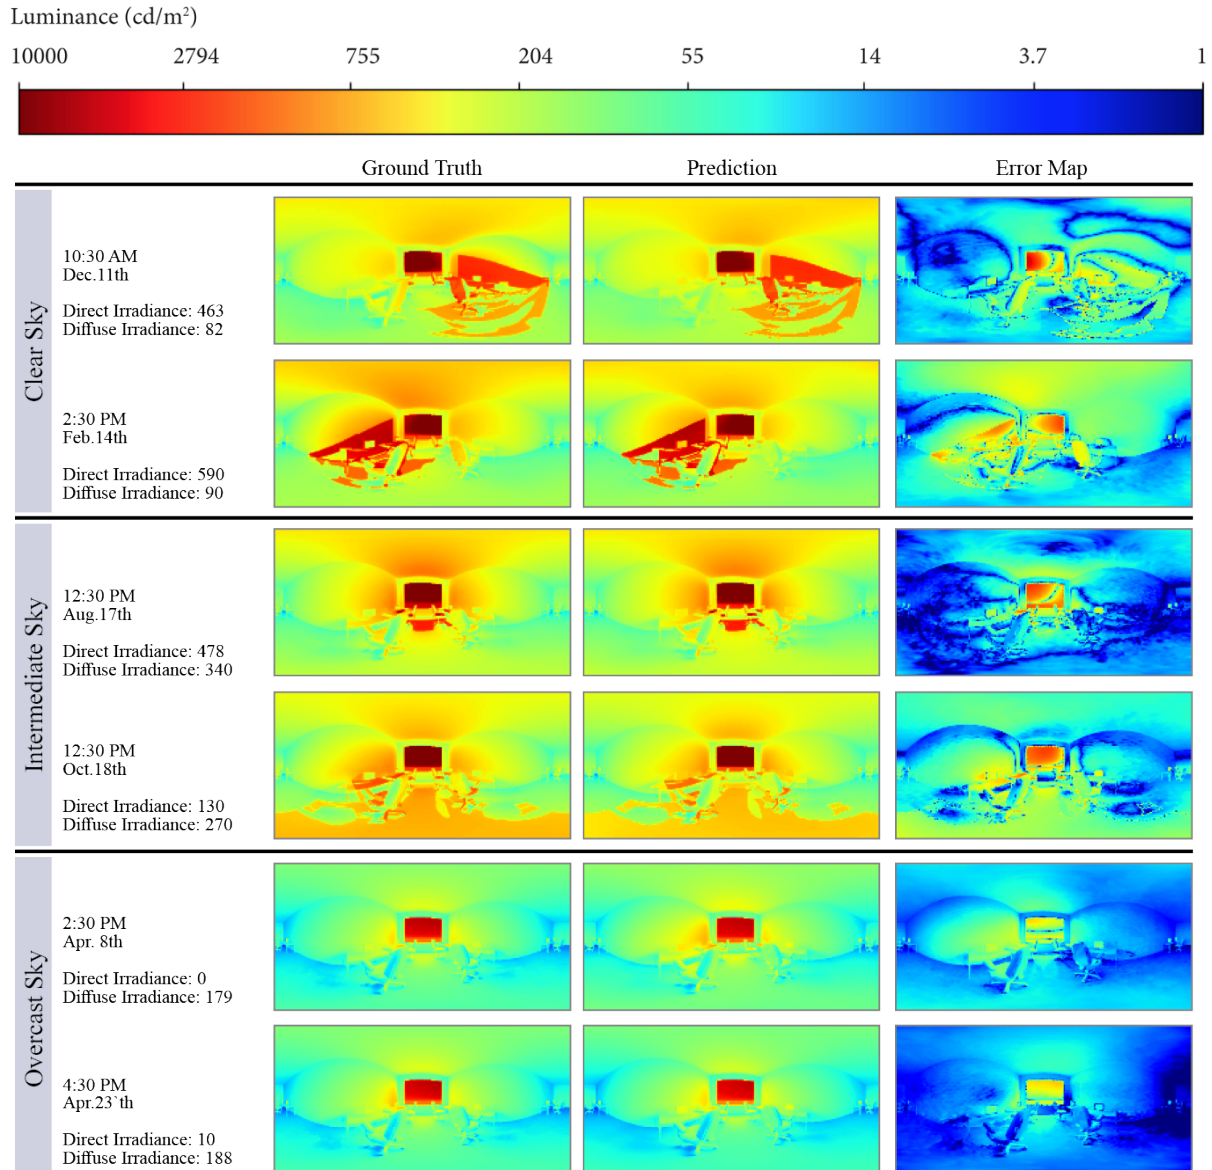 Luminance (cd/m²)
10000 2794 755 204 55 14 3.7 1
Ground Truth Prediction Error Map
Clear Sky
10:30 AM
Dec.11th
Direct Irradiance: 463
Diffuse Irradiance: 82
2:30 PM
Feb.14th
Direct Irradiance: 590
Diffuse Irradiance: 90
Intermediate Sky
12:30 PM
Aug.17th
Direct Irradiance: 478
Diffuse Irradiance: 340
12:30 PM
Oct.18th
Direct Irradiance: 130
Diffuse Irradiance: 270
Overcast Sky
2:30 PM
Apr. 8th
Direct Irradiance: 0
Diffuse Irradiance: 179
4:30 PM
Apr.23`th
Direct Irradiance: 10
Diffuse Irradiance: 188